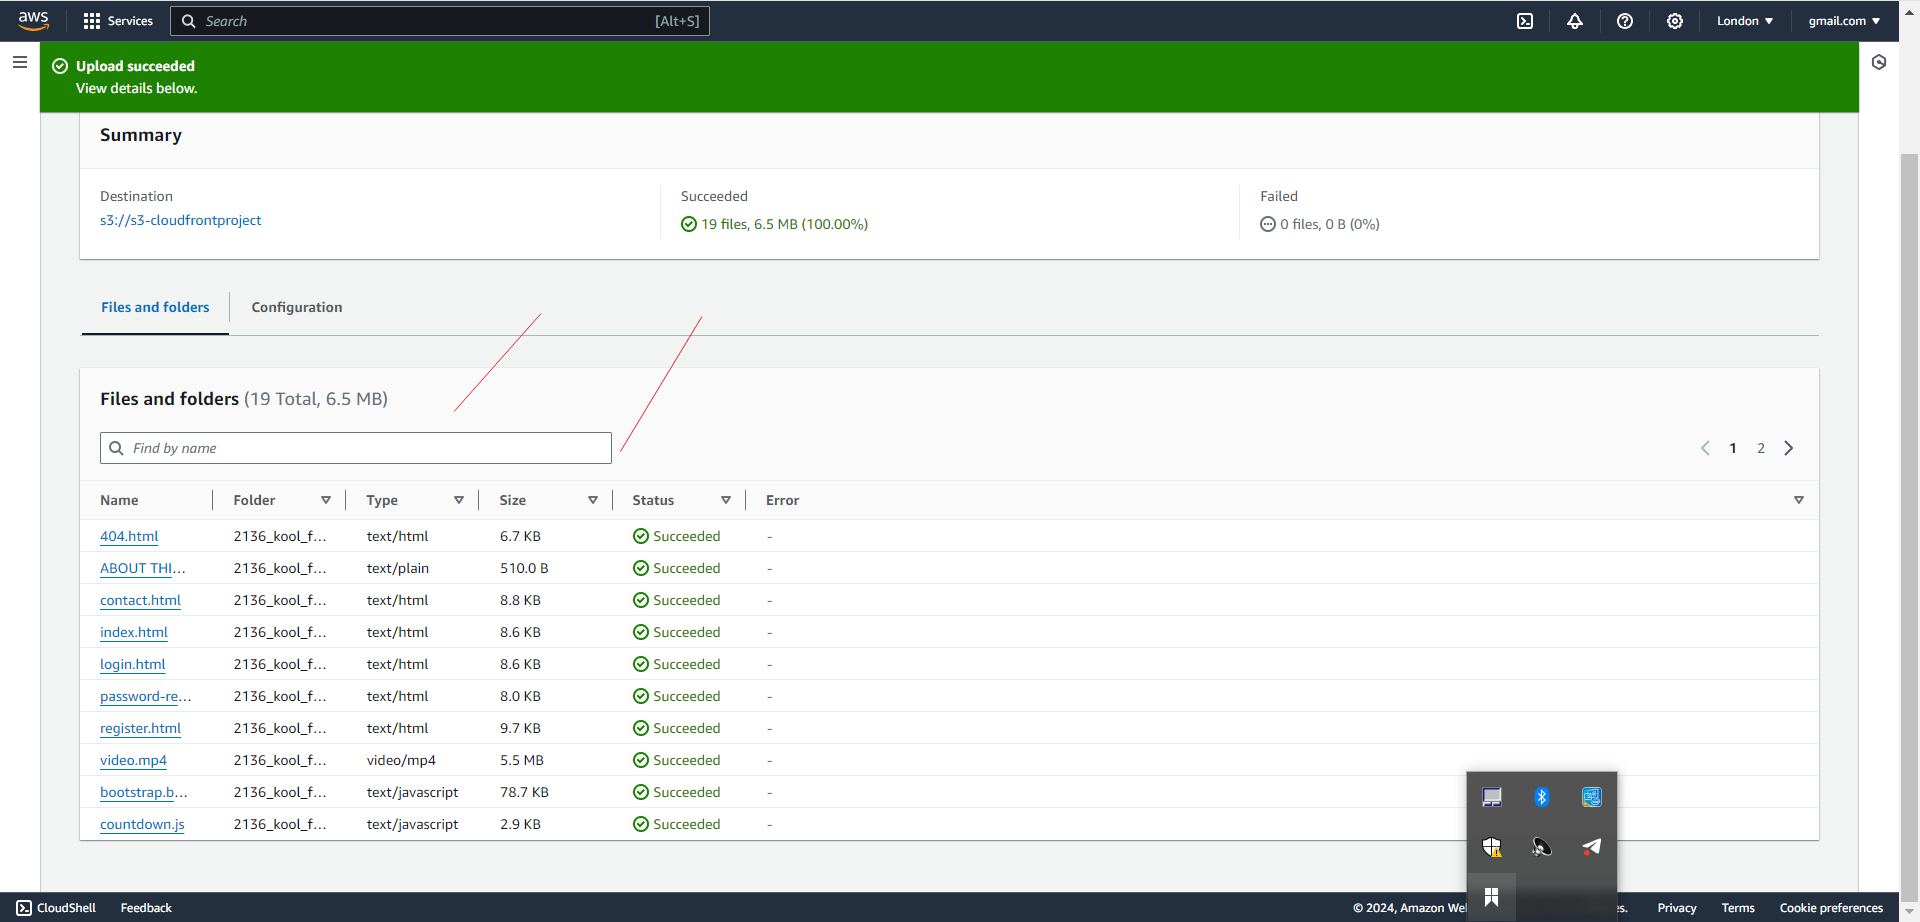 aws Services Search [Alt+S] London gmail.com
Upload succeeded
View details below.
Summary
Destination Succeeded Failed
s3://s3-cloudfrontproject 19 files, 6.5 MB (100.00%) 0 files, 0 B (0%)
Files and folders Configuration
Files and folders (19 Total, 6.5 MB)
Find by name 1 2
Name Folder Type Size Status Error
404.html 2136_kool_f... text/html 6.7 KB Succeeded -
ABOUT THI... 2136_kool_f... text/plain 510.0 B Succeeded -
contact.html 2136_kool_f... text/html 8.8 KB Succeeded -
index.html 2136_kool_f... text/html 8.6 KB Succeeded -
login.html 2136_kool_f... text/html 8.6 KB Succeeded -
password-re... 2136_kool_f... text/html 8.0 KB Succeeded -
register.html 2136_kool_f... text/html 9.7 KB Succeeded -
video.mp4 2136_kool_f... video/mp4 5.5 MB Succeeded -
bootstrap.b... 2136_kool_f... text/javascript 78.7 KB Succeeded -
countdown.js 2136_kool_f... text/javascript 2.9 KB Succeeded -
CloudShell Feedback © 2024, Amazon We Privacy Terms Cookie preferences